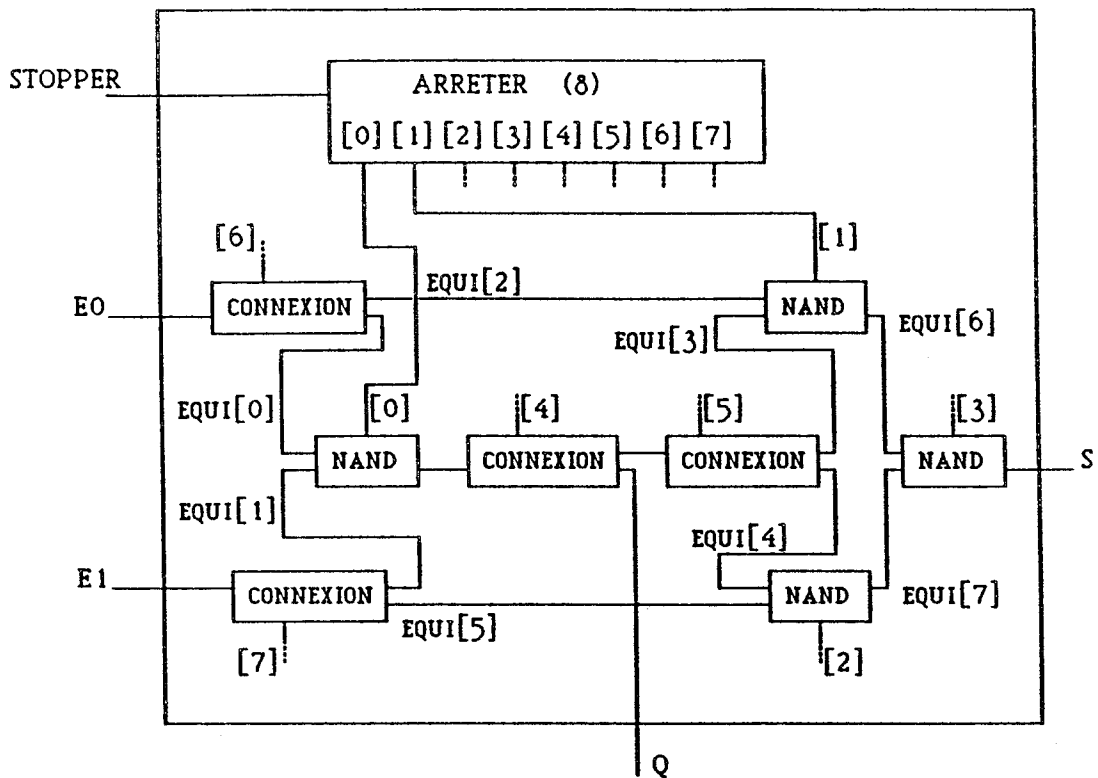 STOPPER
ARRETER (8)
[0] [1] [2] [3] [4] [5] [6] [7]
[6]
[1]
EQUI[2]
E0
CONNEXION
NAND
EQUI[3]
EQUI[6]
EQUI[0]
[0]
[4]
[5]
[3]
NAND
CONNEXION
CONNEXION
NAND
S
EQUI[1]
EQUI[4]
E1
CONNEXION
NAND
EQUI[7]
EQUI[5]
[7]
[2]
Q